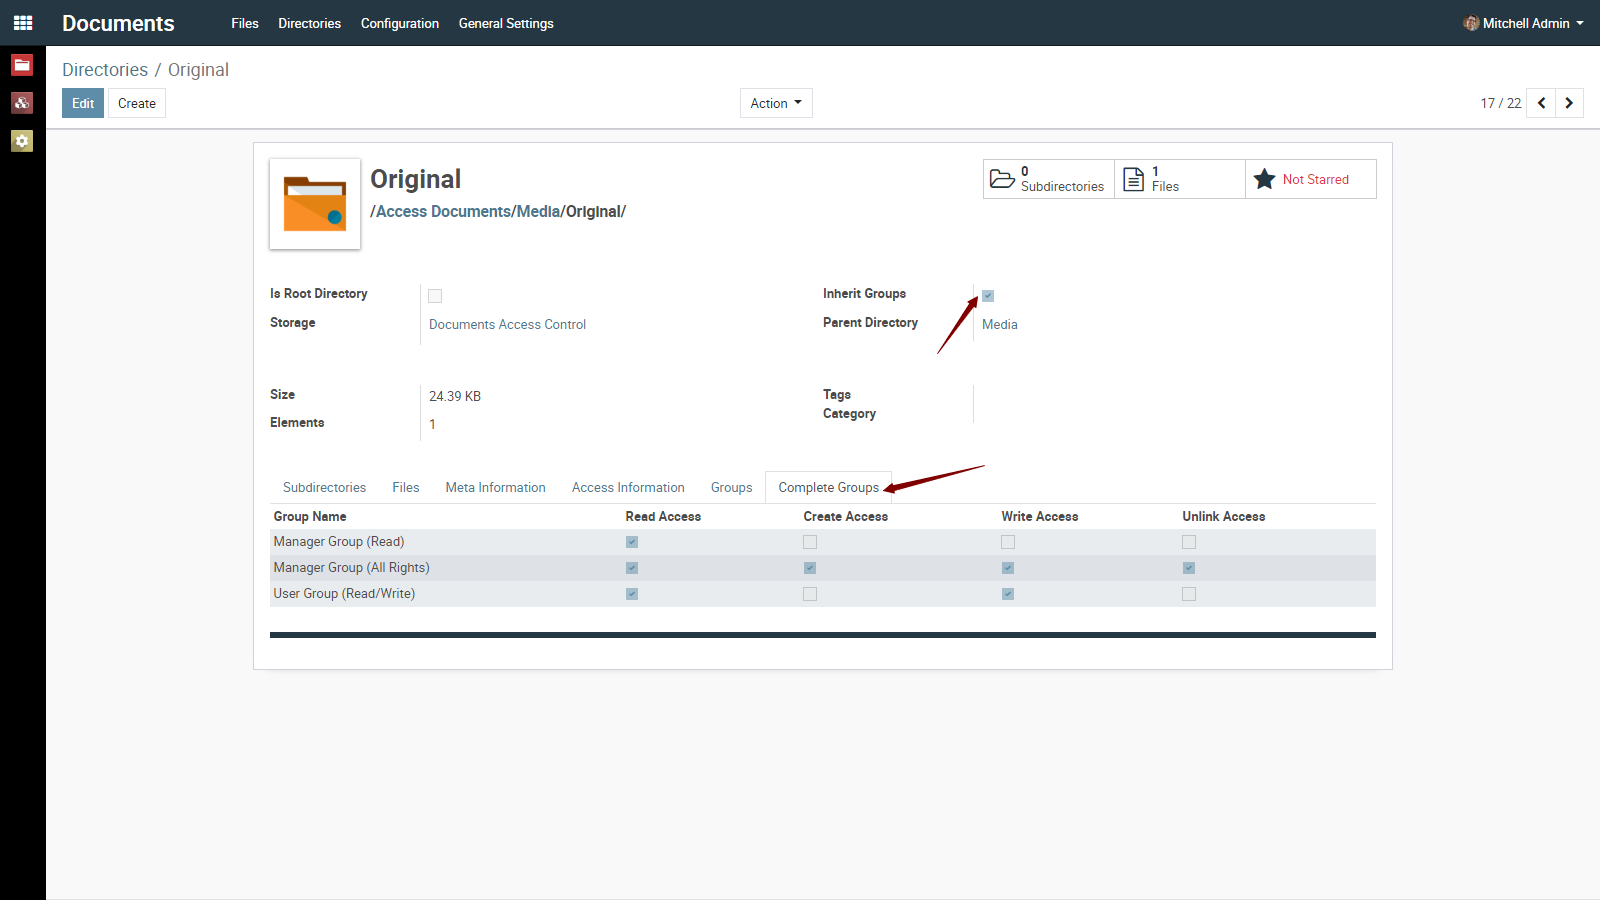 Documents Files Directories Configuration General Settings Mitchell Admin
Directories / Original
Edit Create Action 17 / 22
Original
/Access Documents/Media/Original/
0 Subdirectories
1 Files
Not Starred
Is Root Directory
Storage Documents Access Control
Inherit Groups
Parent Directory Media
Size 24.39 KB
Elements 1
Tags
Category
Subdirectories Files Meta Information Access Information Groups Complete Groups
Group Name Read Access Create Access Write Access Unlink Access
Manager Group (Read)
Manager Group (All Rights)
User Group (Read/Write)